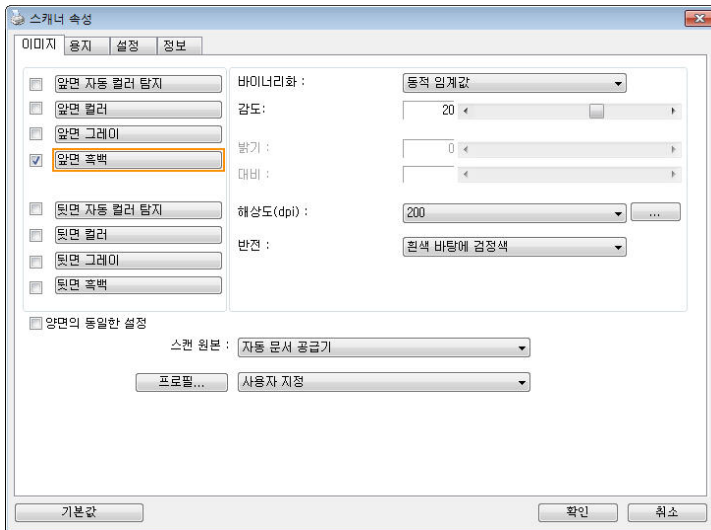 스캐너 속성
이미지 용지 설정 정보
앞면 자동 컬러 탐지
앞면 컬러
앞면 그레이
앞면 흑백
뒷면 자동 컬러 탐지
뒷면 컬러
뒷면 그레이
뒷면 흑백
바이너리화 : 동적 임계값
감도: 20
밝기 : 0
대비 :
해상도(dpi) : 200 ...
반전 : 흰색 바탕에 검정색
양면의 동일한 설정
스캔 원본 : 자동 문서 공급기
프로필... 사용자 지정
기본값 확인 취소